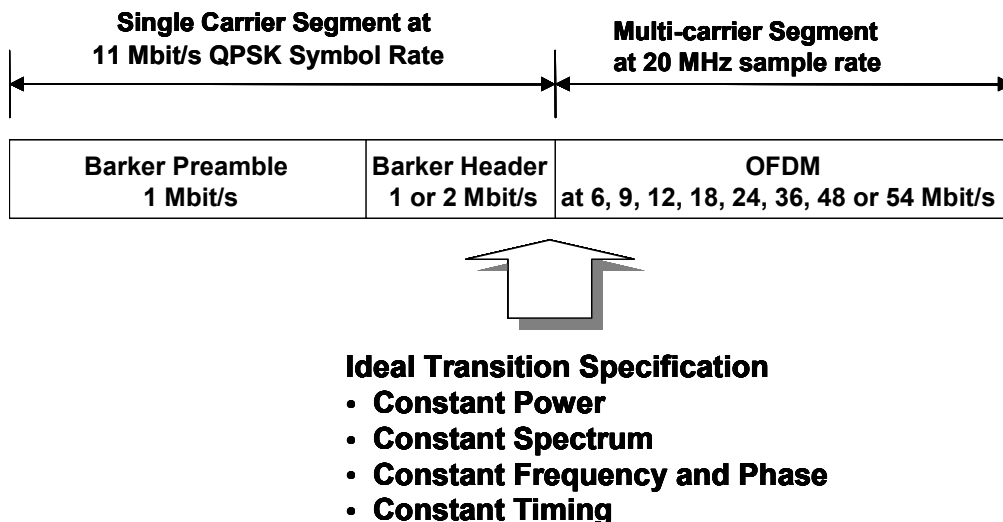 Single Carrier Segment at
11 Mbit/s QPSK Symbol Rate
Multi-carrier Segment
at 20 MHz sample rate
Barker Preamble
1 Mbit/s
Barker Header
1 or 2 Mbit/s
OFDM
at 6, 9, 12, 18, 24, 36, 48 or 54 Mbit/s
Ideal Transition Specification
• Constant Power
• Constant Spectrum
• Constant Frequency and Phase
• Constant Timing